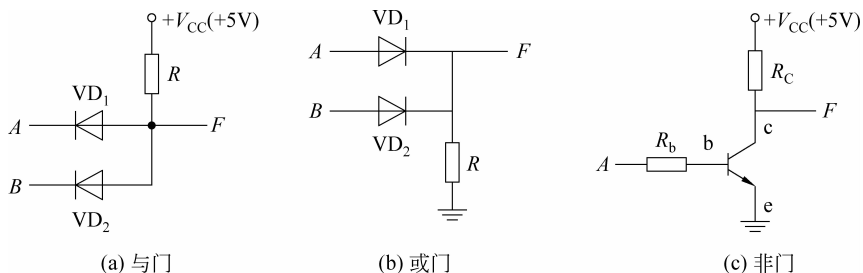 +VCC(+5V)
R
VD1
A
F
B
VD2
(a) 与门
VD1
A
F
B
VD2
R
(b) 或门
+VCC(+5V)
RC
F
c
Rb
b
A
e
(c) 非门